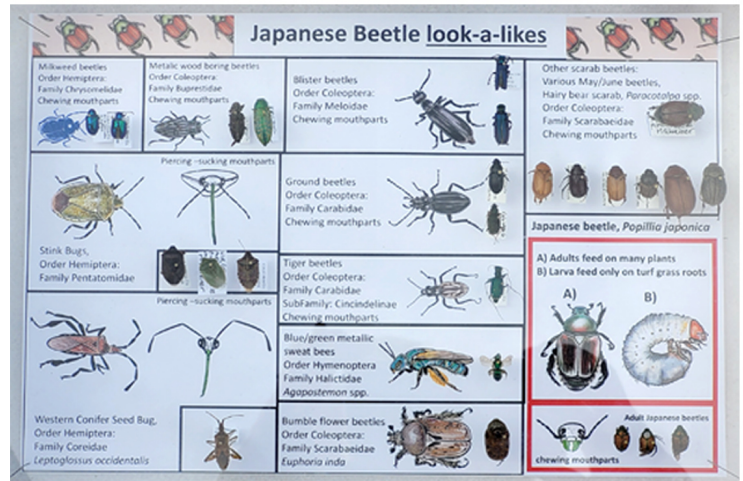 Japanese Beetle look-a-likes
Milkweed beetles
Order Hemiptera:
Family Chrysomelidae
Chewing mouthparts
Metalic wood boring beetles
Order Coleoptera:
Family Buprestidae
Chewing mouthparts
Blister beetles
Order Coleoptera:
Family Meloidae
Chewing mouthparts
Other scarab beetles:
Various May/June beetles,
Hairy bear scarab, Paracotalpa spp.
Order Coleoptera:
Family Scarabaeidae
Chewing mouthparts
Piercing –sucking mouthparts
Stink Bugs,
Order Hemiptera:
Family Pentatomidae
Ground beetles
Order Coleoptera:
Family Carabidae
Chewing mouthparts
Tiger beetles
Order Coleoptera:
Family Carabidae
SubFamily: Cincindelinae
Chewing mouthparts
Japanese beetle, Popillia japonica
A) Adults feed on many plants
B) Larva feed only on turf grass roots
A)
B)
Piercing –sucking mouthparts
Western Conifer Seed Bug,
Order Hemiptera:
Family Coreidae
Leptoglossus occidentalis
Blue/green metallic
sweat bees
Order Hymenoptera
Family Halictidae
Agapostemon spp.
Bumble flower beetles
Order Coleoptera:
Family Scarabaeidae
Euphoria inda
Adult Japanese beetles
chewing mouthparts